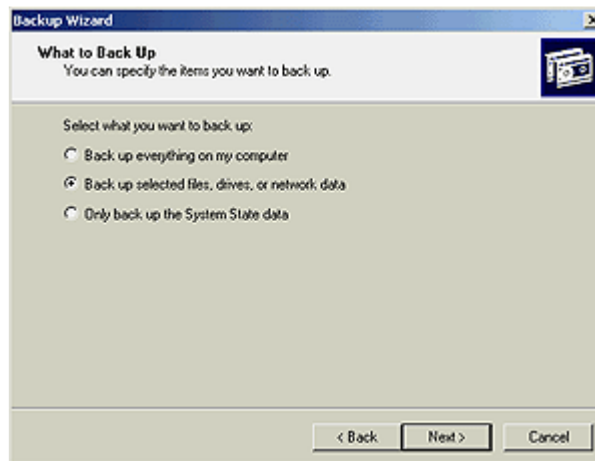 Backup Wizard
What to Back Up
You can specify the items you want to back up.
Select what you want to back up:
Back up everything on my computer
Back up selected files, drives, or network data
Only back up the System State data
< Back
Next >
Cancel